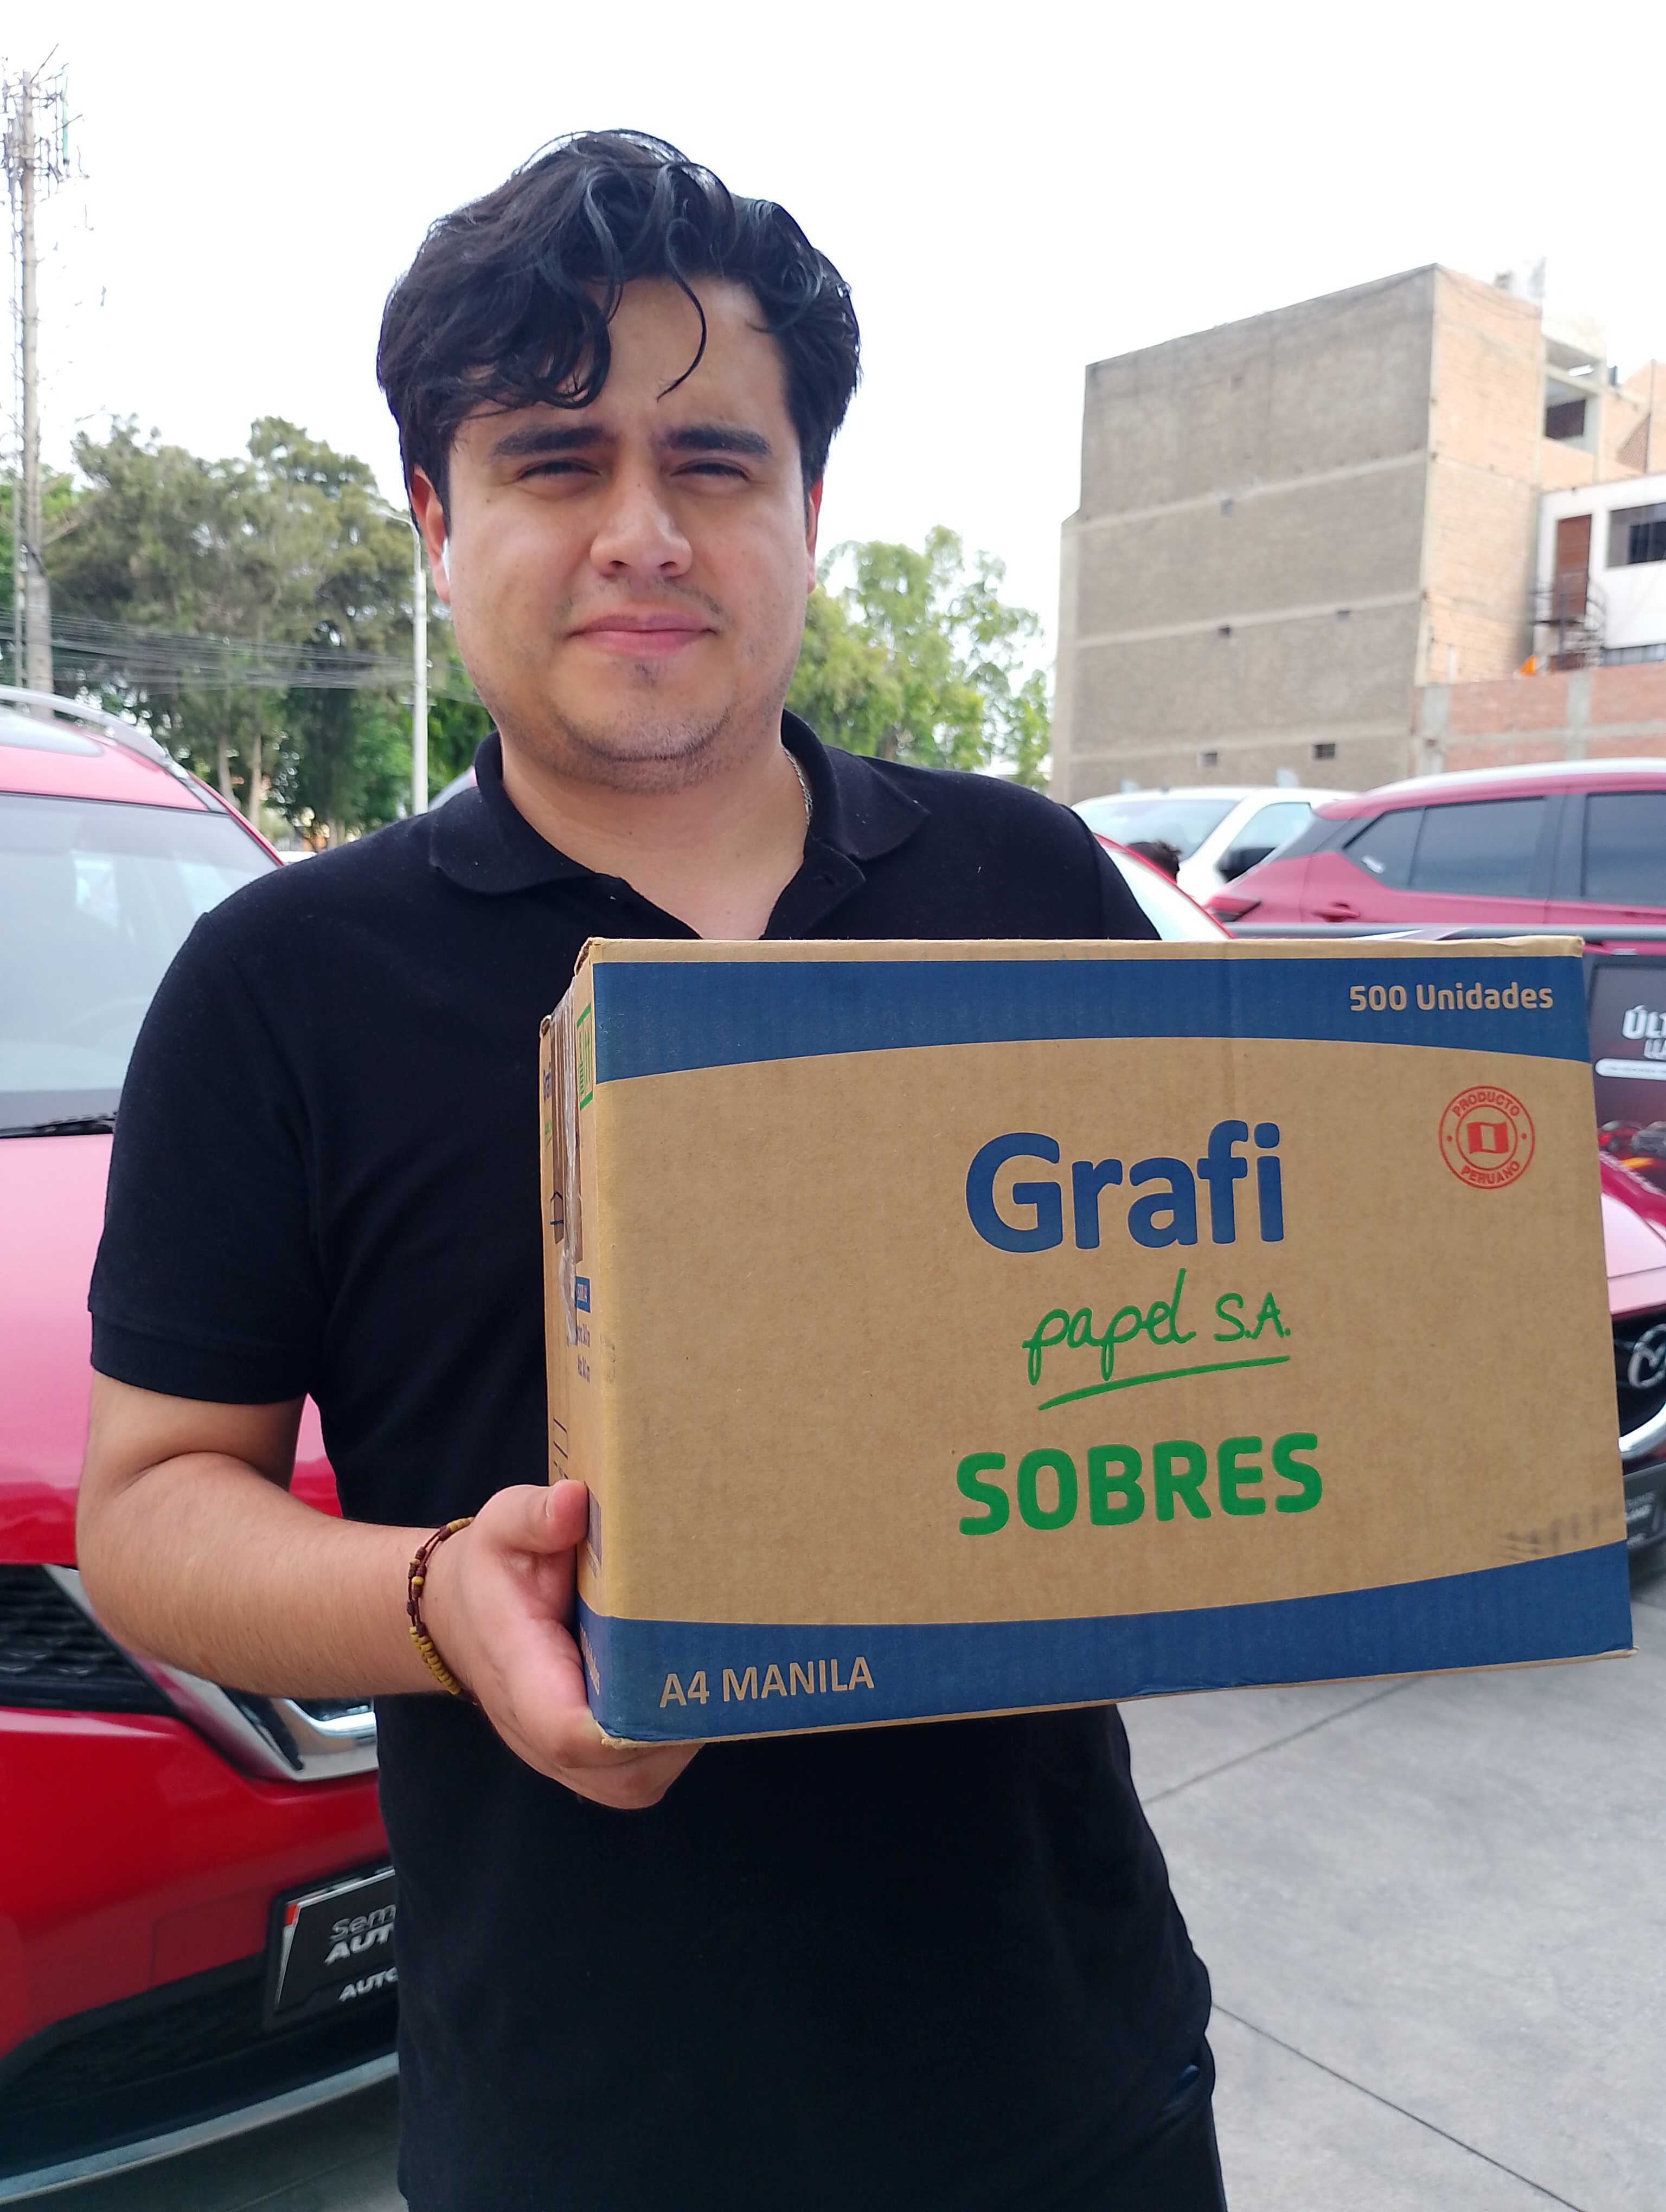 500 Unidades
PRODUCTO
PERUANO
Grafi
papel S.A.
SOBRES
A4 MANILA